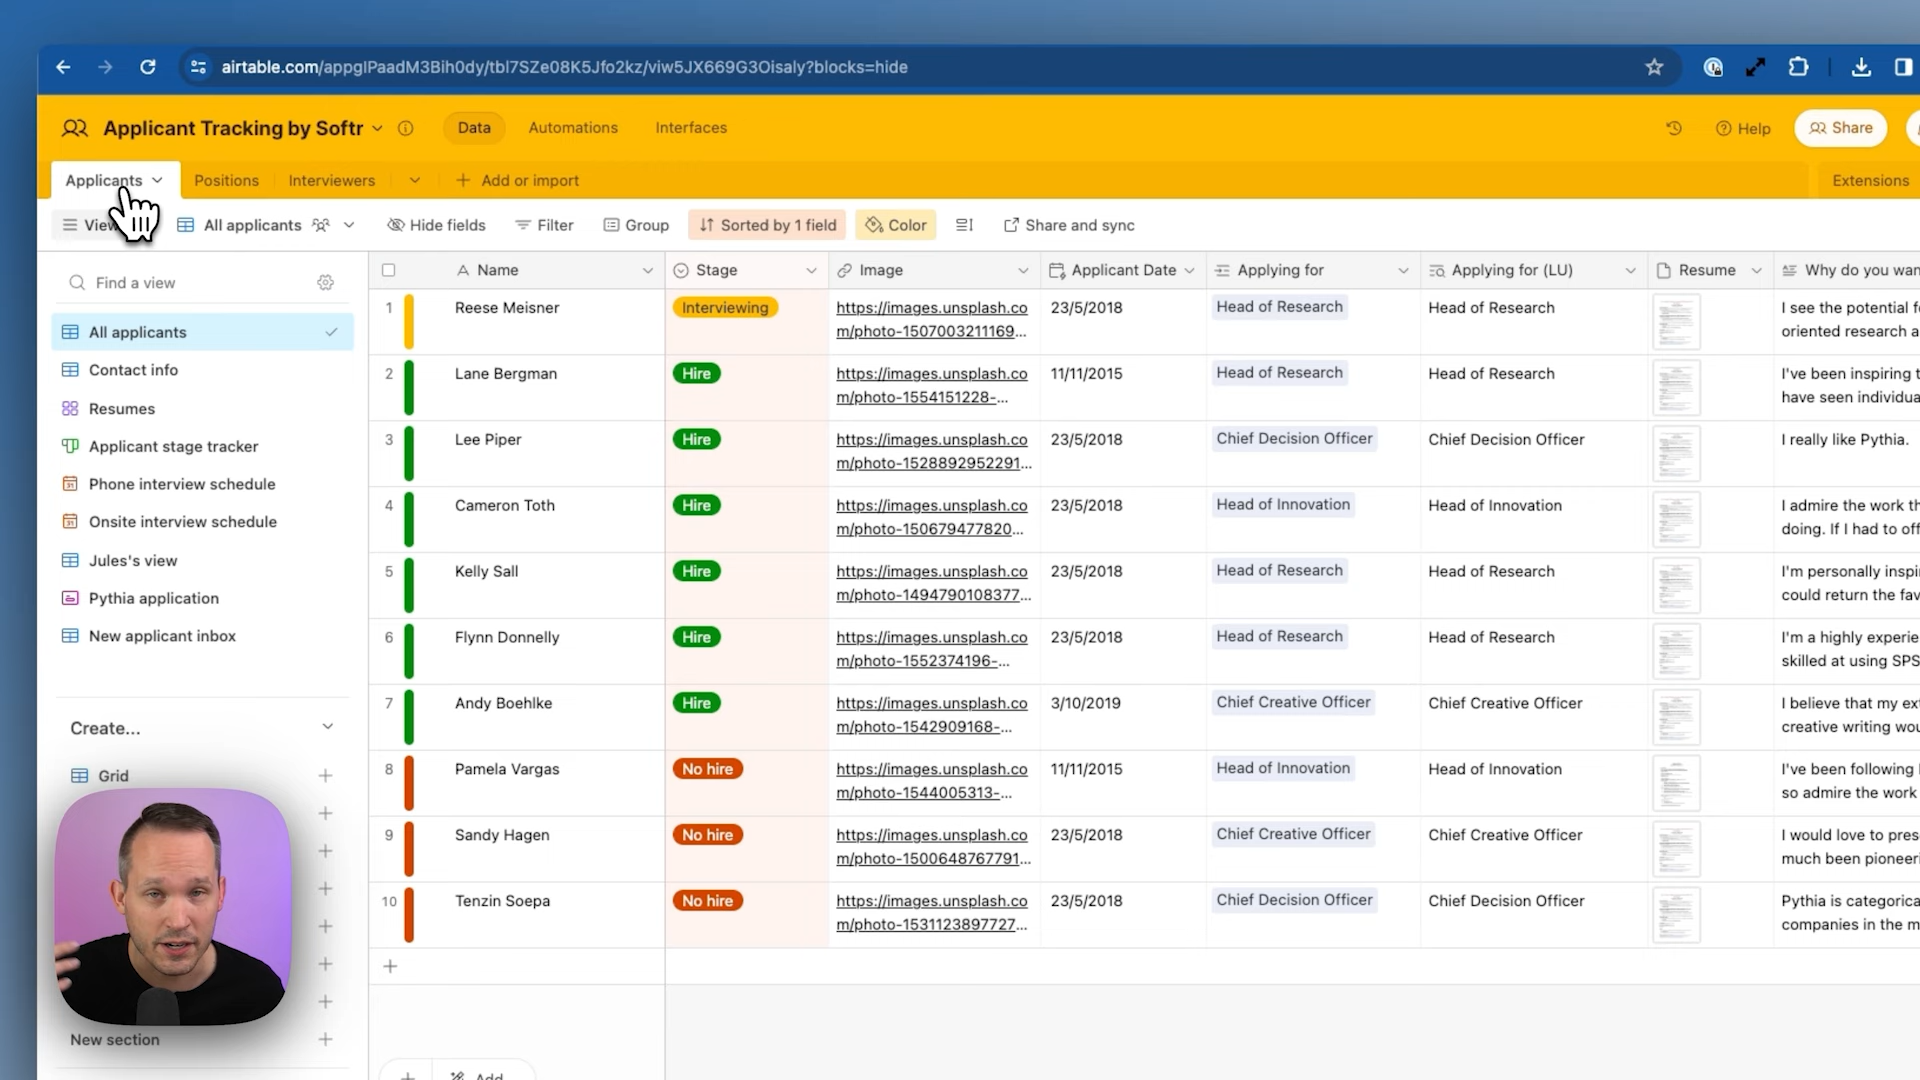 airtable.com/appglPaadM3Bih0dy/tbl7SZe08K5Jfo2kz/viw5JX669G3Oisaly?blocks=hide
Applicant Tracking by Softr
Data
Automations
Interfaces
Help
Share
Applicants
Positions
Interviewers
Add or import
Extensions
View
All applicants
Hide fields
Filter
Group
Sorted by 1 field
Color
Share and sync
Find a view
All applicants
Contact info
Resumes
Applicant stage tracker
Phone interview schedule
Onsite interview schedule
Jules's view
Pythia application
New applicant inbox
Create...
Grid
New section
Name
Stage
Image
Applicant Date
Applying for
Applying for (LU)
Resume
Why do you wan
1
Reese Meisner
Interviewing
https://images.unsplash.co
m/photo-1507003211169...
23/5/2018
Head of Research
Head of Research
I see the potential f
oriented research a
2
Lane Bergman
Hire
https://images.unsplash.co
m/photo-1554151228-...
11/11/2015
Head of Research
Head of Research
I've been inspiring t
have seen individua
3
Lee Piper
Hire
https://images.unsplash.co
m/photo-1528892952291...
23/5/2018
Chief Decision Officer
Chief Decision Officer
I really like Pythia.
4
Cameron Toth
Hire
https://images.unsplash.co
m/photo-150679477820...
23/5/2018
Head of Innovation
Head of Innovation
I admire the work th
doing. If I had to off
5
Kelly Sall
Hire
https://images.unsplash.co
m/photo-1494790108377...
23/5/2018
Head of Research
Head of Research
I'm personally inspi
could return the fav
6
Flynn Donnelly
Hire
https://images.unsplash.co
m/photo-1552374196-...
23/5/2018
Head of Research
Head of Research
I'm a highly experie
skilled at using SPS
7
Andy Boehlke
Hire
https://images.unsplash.co
m/photo-1542909168-...
3/10/2019
Chief Creative Officer
Chief Creative Officer
I believe that my ex
creative writing wou
8
Pamela Vargas
No hire
https://images.unsplash.co
m/photo-1544005313-...
11/11/2015
Head of Innovation
Head of Innovation
I've been following
so admire the work
9
Sandy Hagen
No hire
https://images.unsplash.co
m/photo-1500648767791...
23/5/2018
Chief Creative Officer
Chief Creative Officer
I would love to pres
much been pioneeri
10
Tenzin Soepa
No hire
https://images.unsplash.co
m/photo-1531123897727...
23/5/2018
Chief Decision Officer
Chief Decision Officer
Pythia is categorica
companies in the m
Add